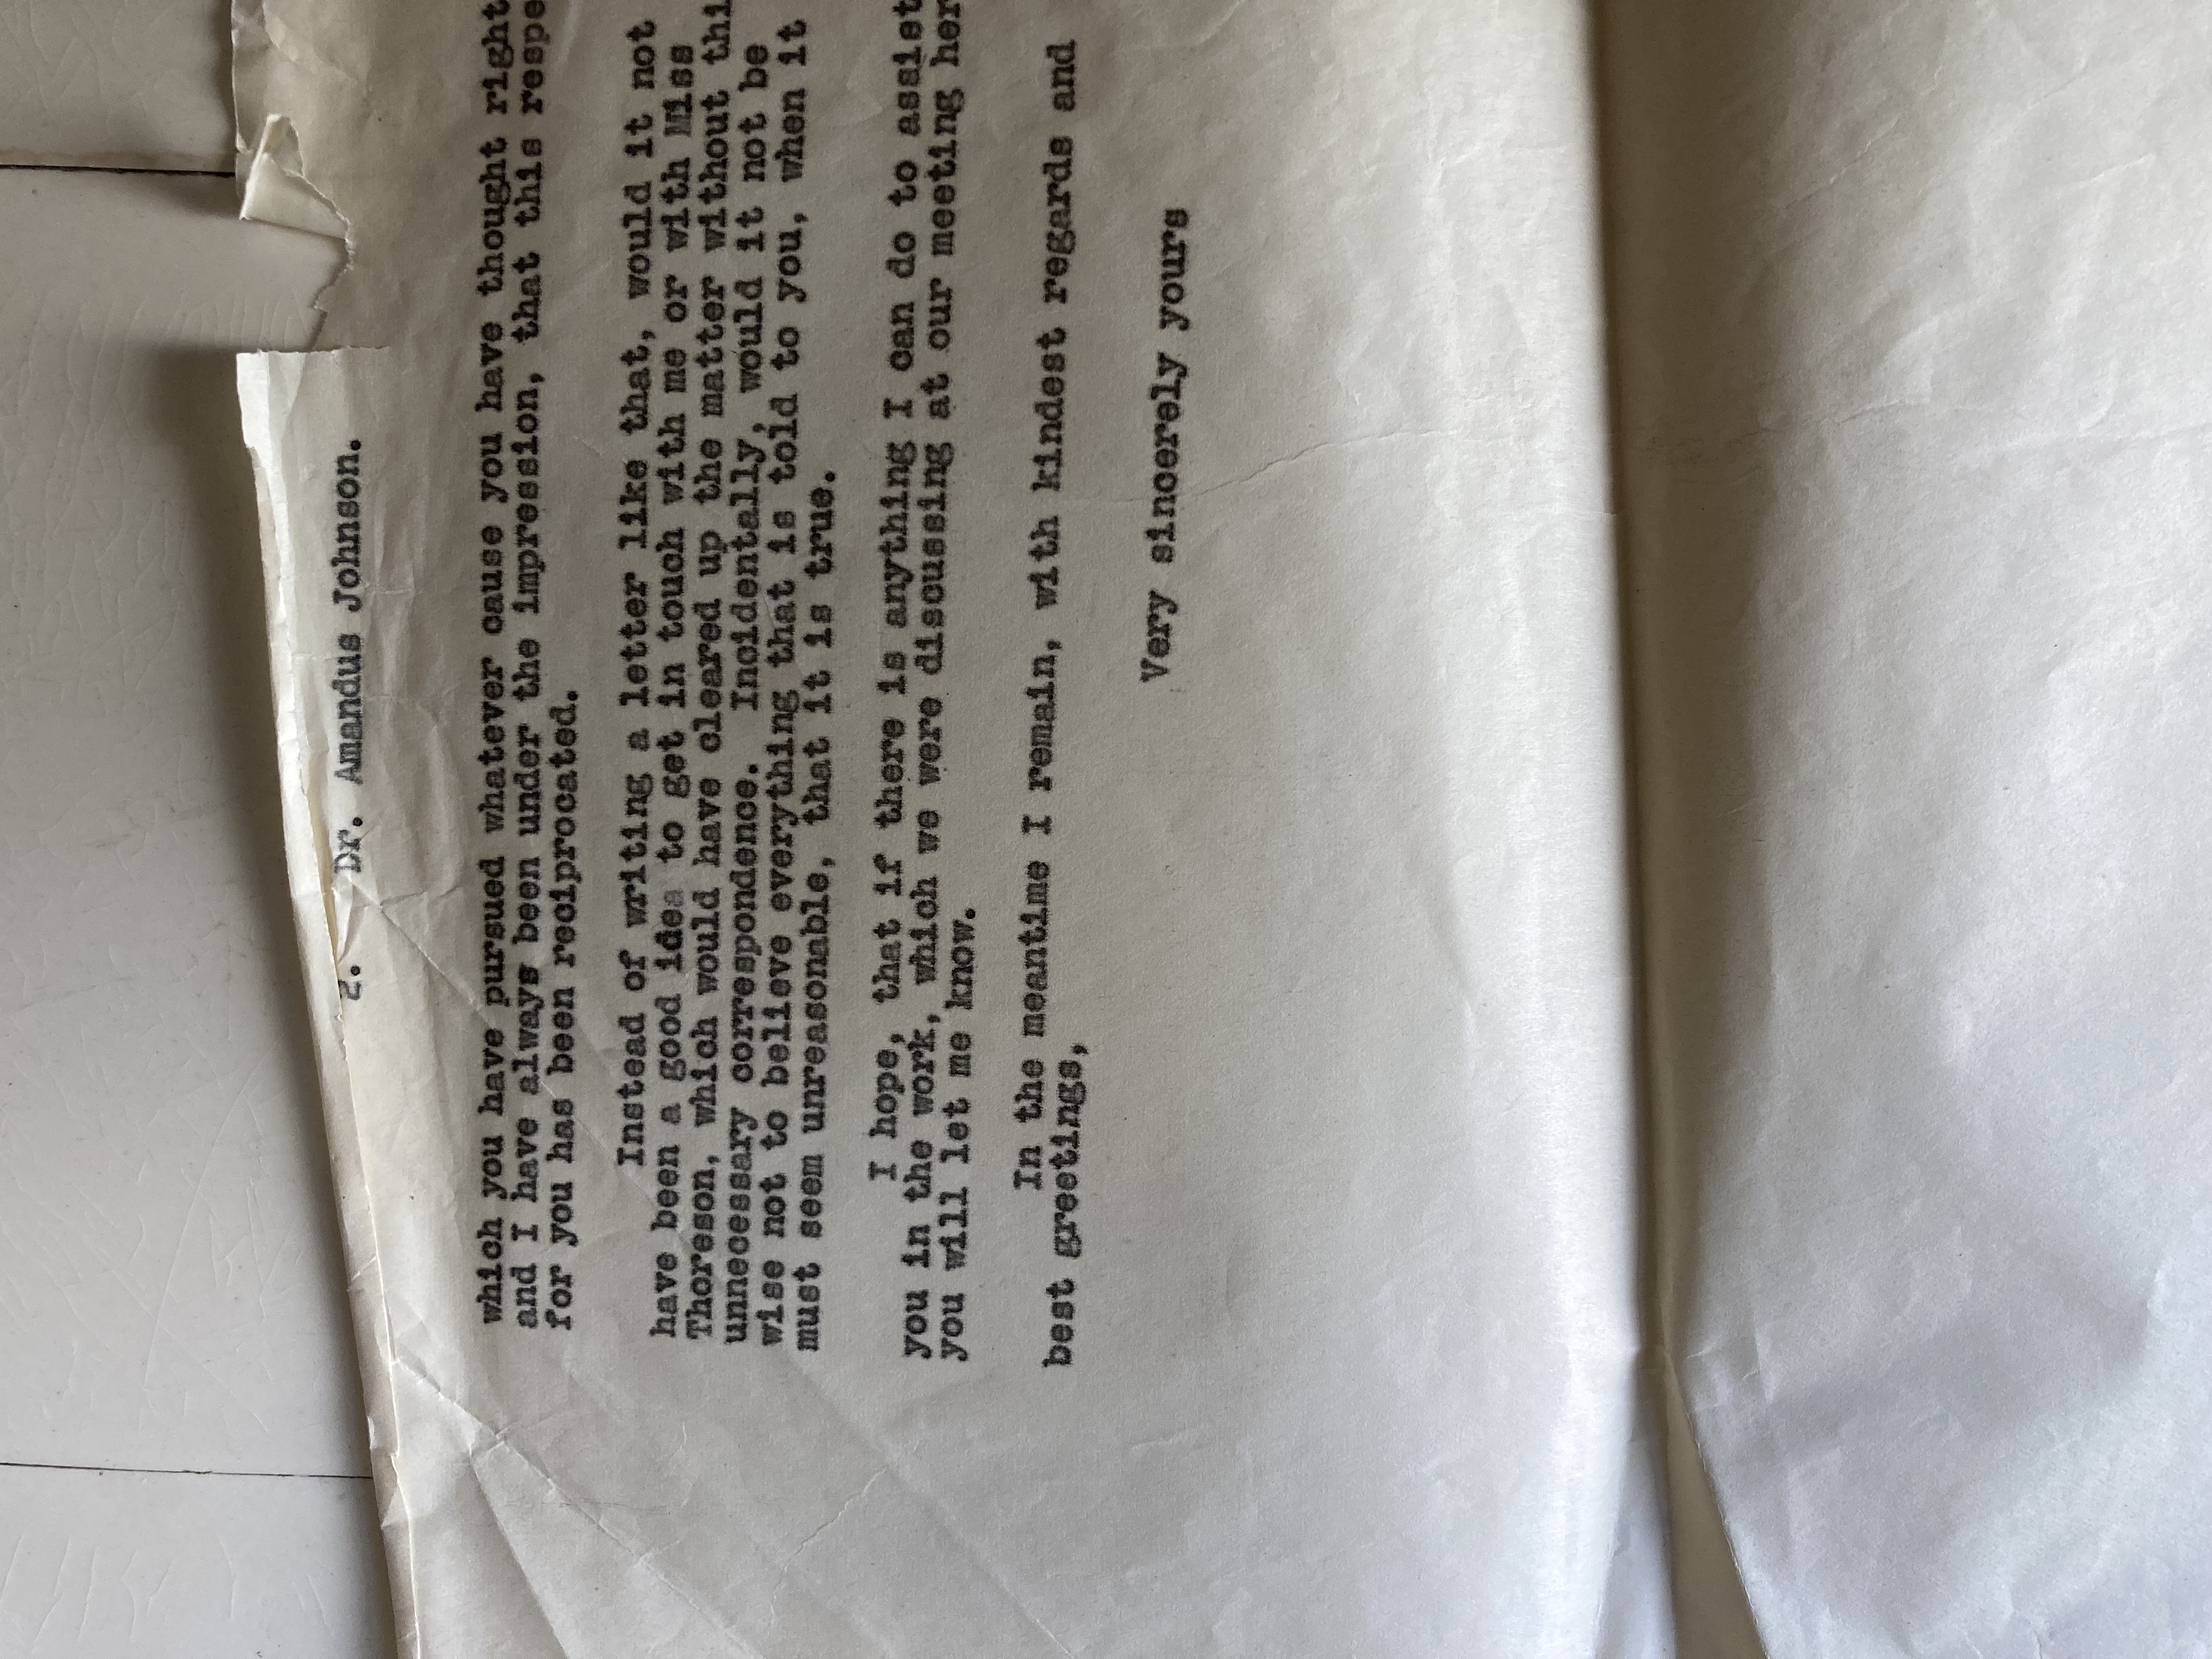 2. Dr. Amandus Johnson.
which you have pursued whatever cause you have thought right
and I have always been under the impression, that this respe
for you has been reciprocated.
Instead of writing a letter like that, would it not
have been a good idea to get in touch with me or with Miss
Thoreson, which would have cleared up the matter without thi
unnecessary correspondence. Incidentally, would it not be
wise not to believe everything that is told to you, when it
must seem unreasonable, that it is true.
I hope, that if there is anything I can do to assist
you in the work, which we were discussing at our meeting her
you will let me know.
In the meantime I remain, with kindest regards and
best greetings,
Very sincerely yours